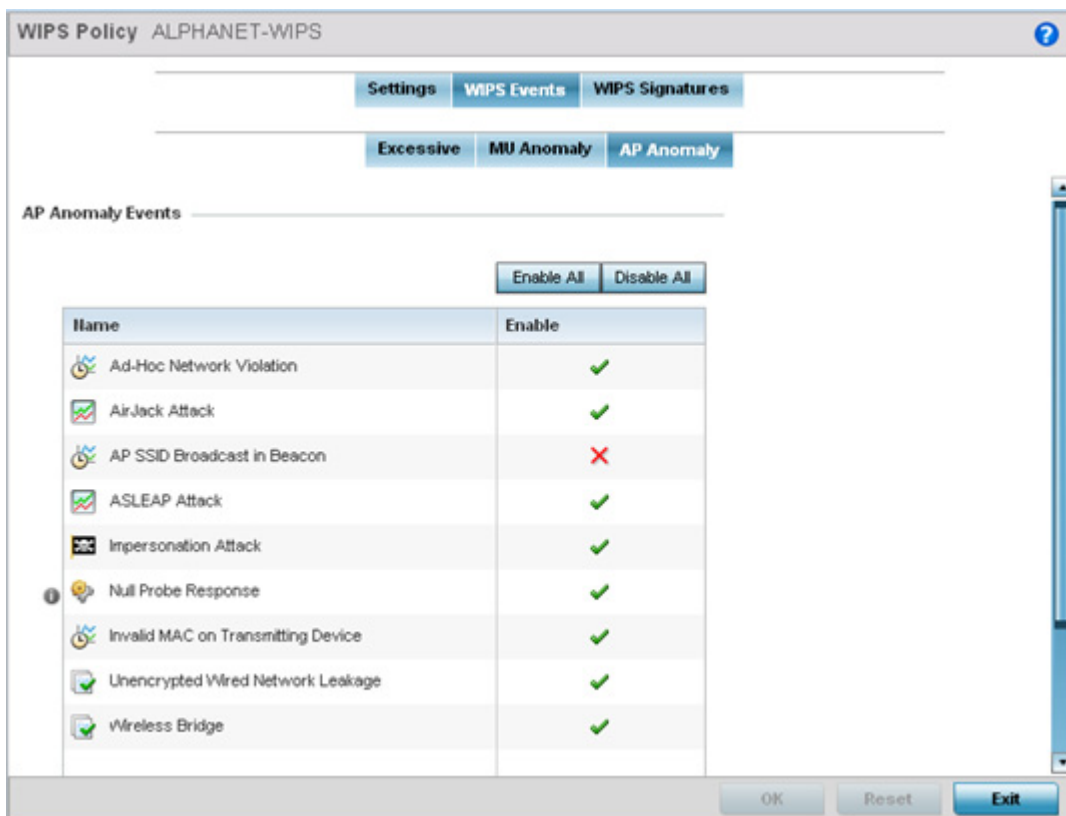 WIPS Policy ALPHANET-WIPS ?
Settings WIPS Events WIPS Signatures
Excessive MU Anomaly AP Anomaly
AP Anomaly Events
Enable All Disable All
Name Enable
Ad-Hoc Network Violation
AirJack Attack
AP SSID Broadcast in Beacon
ASLEAP Attack
Impersonation Attack
Null Probe Response
Invalid MAC on Transmitting Device
Unencrypted Wired Network Leakage
Wireless Bridge
OK Reset Exit